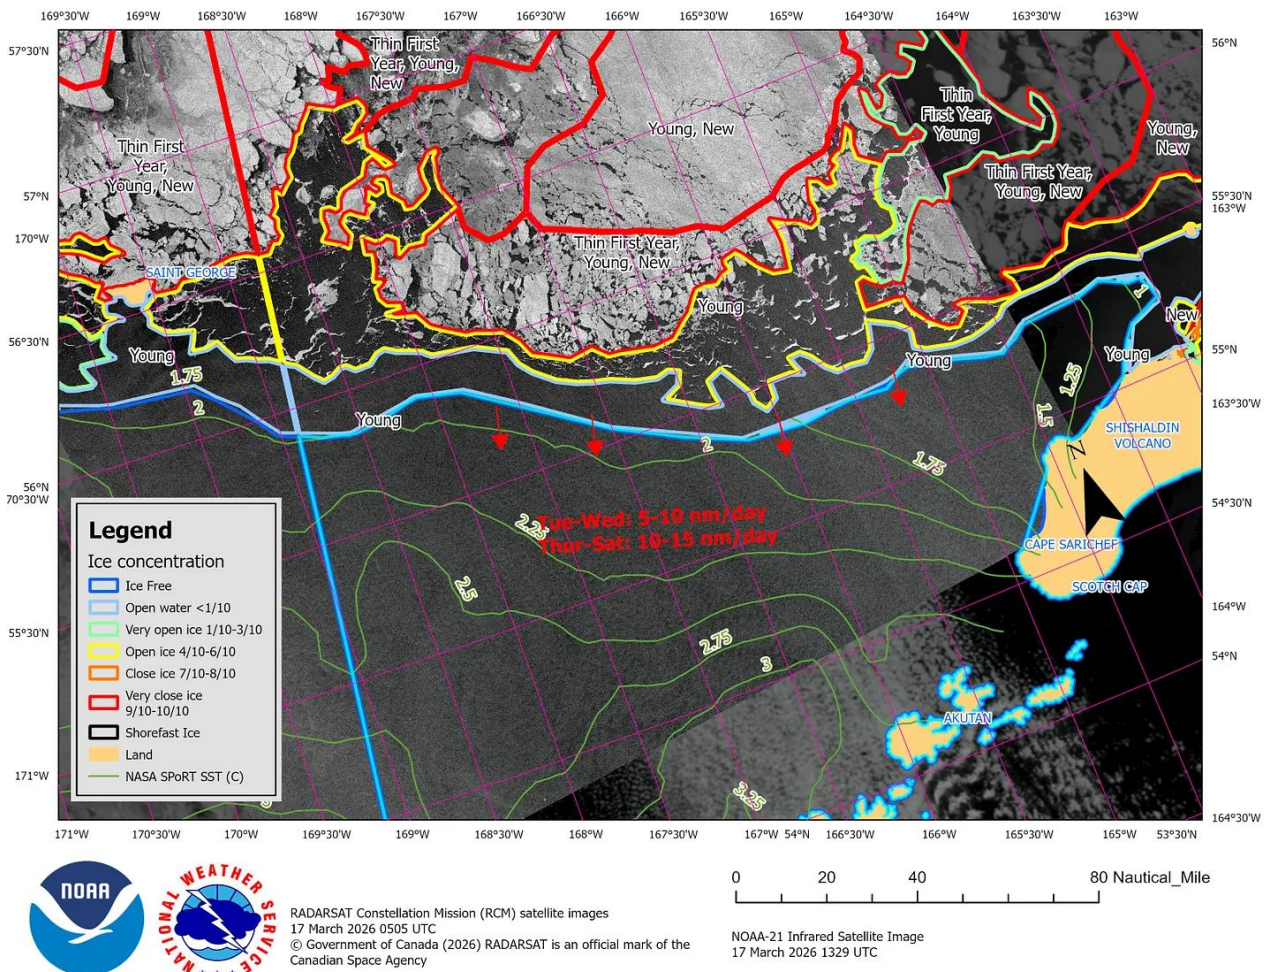 169°30'W
169°W
168°30'W
168°W
167°30'W
167°W
166°30'W
166°W
165°30'W
165°W
164°30'W
164°W
163°30'W
163°W
57°30'N
56°N
Thin First
Year, Young,
New
Thin
First Year,
Young
Young, New
Young,
New
Thin First
Year,
Young, New
Thin First Year,
Young, New
57°N
55°30'N
163°W
170°W
Thin First Year,
Young, New
SAINT GEORGE
1
Young
New
56°30'N
55°N
Young
Young
Young
1.75
1.25
2
1.5
163°30'W
Young
SHISHALDIN
VOLCANO
2
N
1.75
56°N
70°30'W
54°30'N
2.25
Tue-Wed: 5-10 nm/day
Thur-Sat: 10-15 nm/day
CAPE SARICHEF
SCOTCH CAP
2.5
164°W
55°30'N
2.75
54°N
3
AKUTAN
171°W
3.25
3
164°30'W
Legend
Ice concentration
Ice Free
Open water <1/10
Very open ice 1/10-3/10
Open ice 4/10-6/10
Close ice 7/10-8/10
Very close ice
9/10-10/10
Shorefast Ice
Land
NASA SPoRT SST (C)
171°W
170°30'W
170°W
169°30'W
169°W
168°30'W
168°W
167°30'W
167°W
54°N
166°30'W
166°W
165°30'W
165°W
53°30'N
NOAA
NATIONAL WEATHER SERVICE
RADARSAT Constellation Mission (RCM) satellite images
17 March 2026 0505 UTC
© Government of Canada (2026) RADARSAT is an official mark of the
Canadian Space Agency
0
20
40
80 Nautical_Mile
NOAA-21 Infrared Satellite Image
17 March 2026 1329 UTC